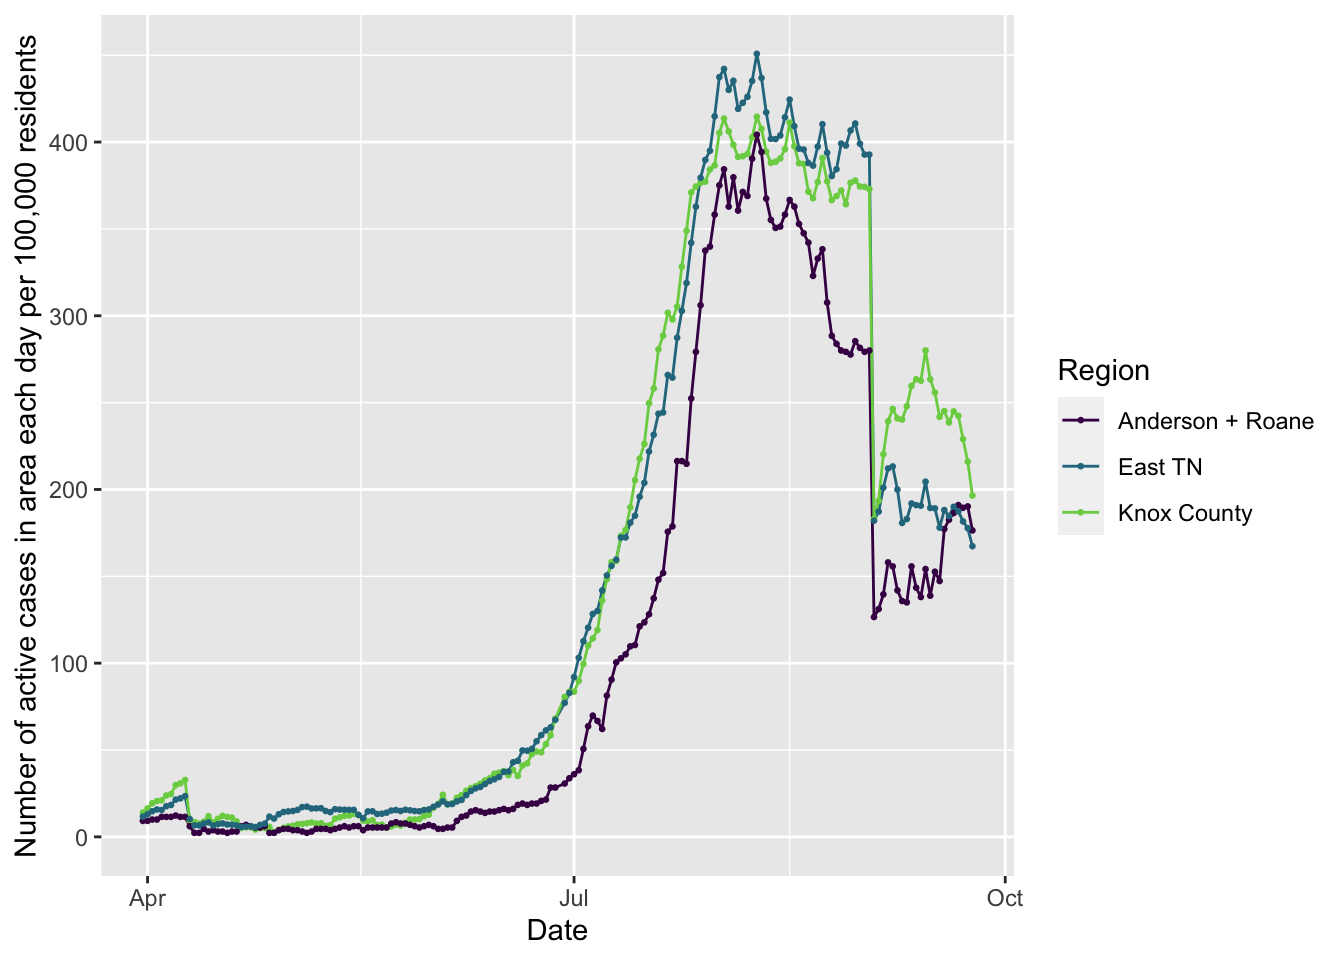 Number of active cases in area each day per 100,000 residents
400
300
200
100
0
Apr
Jul
Oct
Date
Region
Anderson + Roane
East TN
Knox County